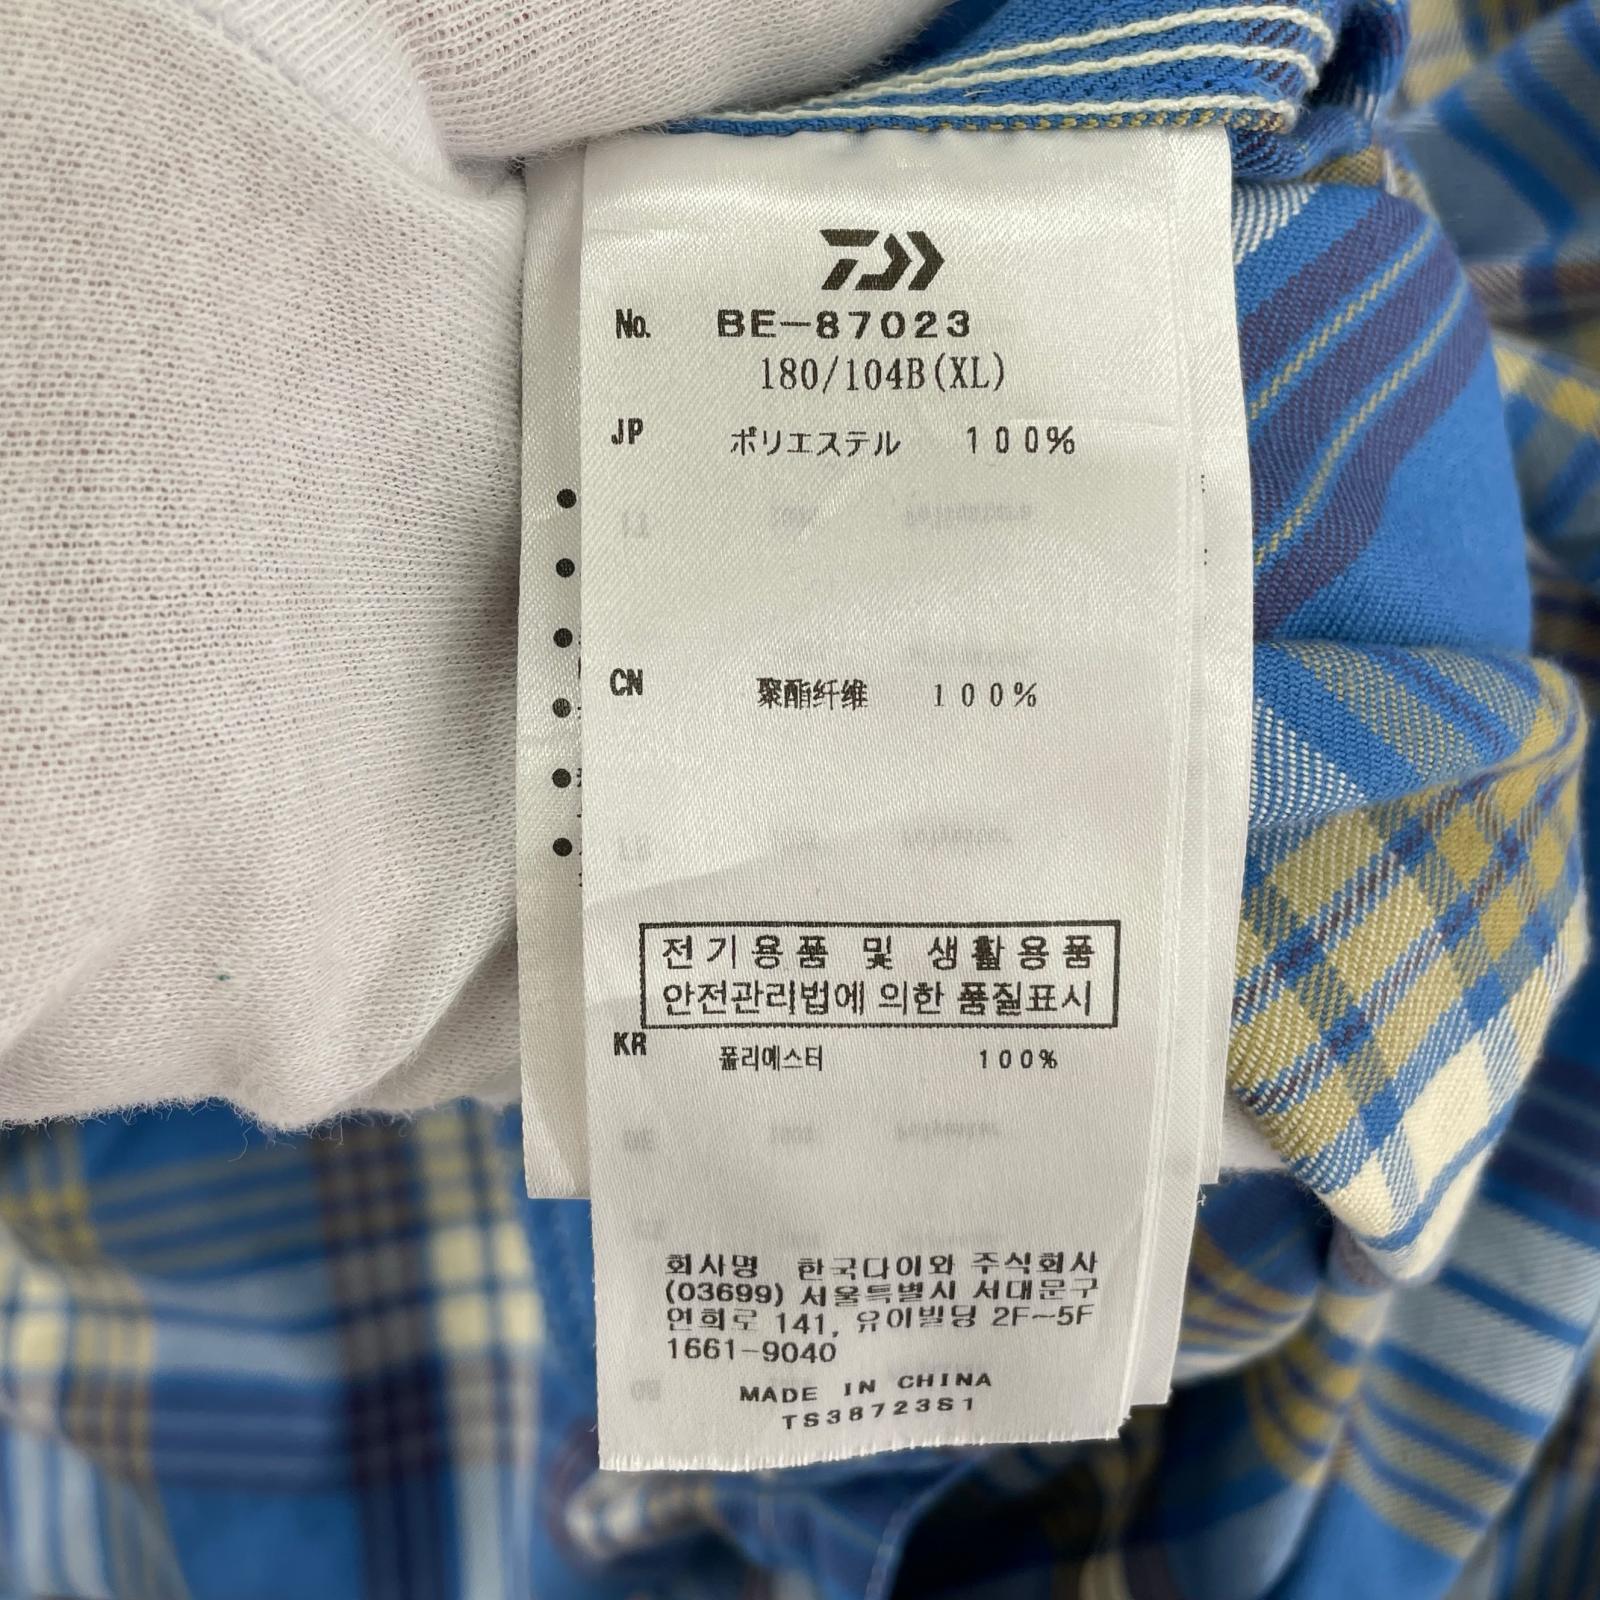 No. BE-87023
180/104B(XL)
JP ポリエステル 100%
CN 聚酯纤维 100%
전기용품 및 생활용품
안전관리법에 의한 품질표시
KR 폴리에스터 100%
회사명 한국다이와 주식회사
(03699) 서울특별시 서대문구
연희로 141, 유이빌딩 2F~5F
1661-9040
MADE IN CHINA
TS38723S1